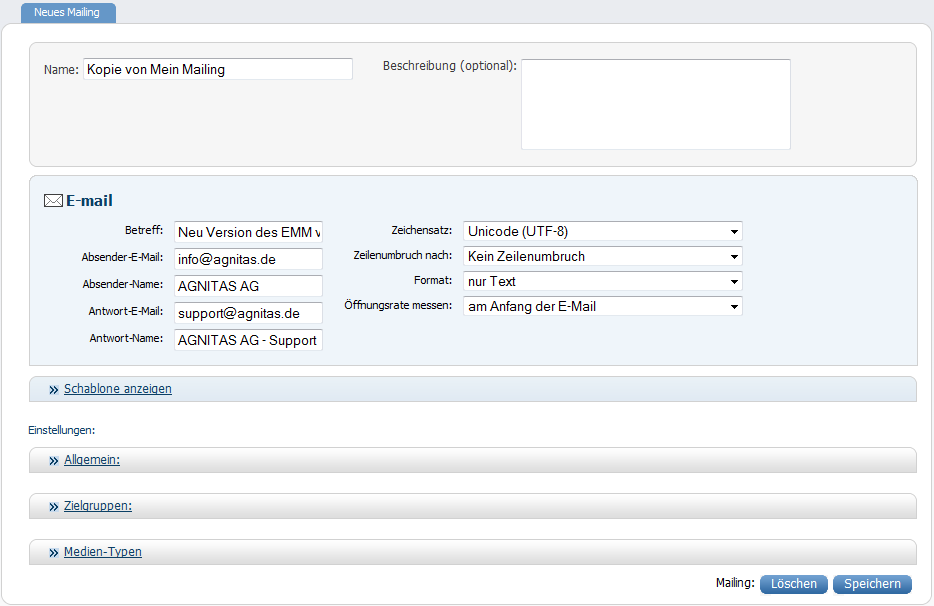 Neues Mailing
Name: Kopie von Mein Mailing
Beschreibung (optional):
E-mail
Betreff: Neu Version des EMM
Absender-E-Mail: info@agnitas.de
Absender-Name: AGNITAS AG
Antwort-E-Mail: support@agnitas.de
Antwort-Name: AGNITAS AG - Support
Zeichensatz: Unicode (UTF-8)
Zeilenumbruch nach: Kein Zeilenumbruch
Format: nur Text
Öffnungsrate messen: am Anfang der E-Mail
» Schablone anzeigen
Einstellungen:
» Allgemein:
» Zielgruppen:
» Medien-Typen
Mailing: Löschen Speichern